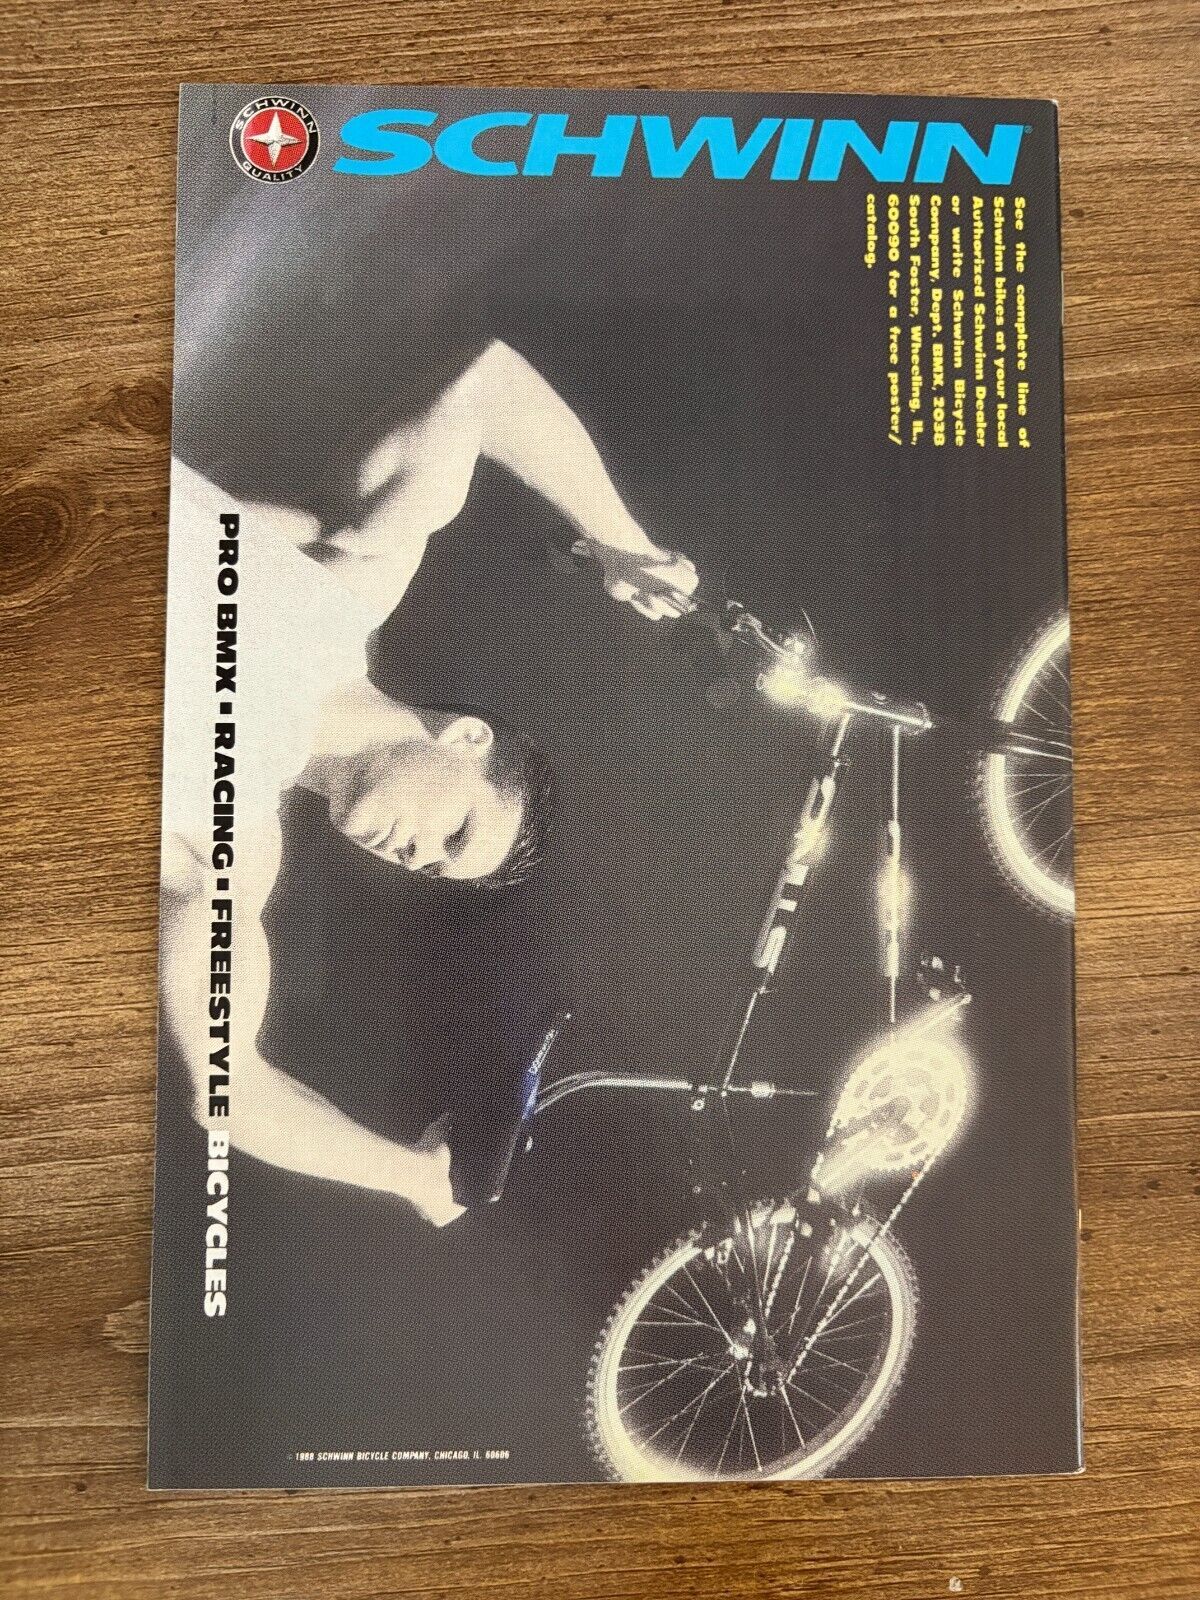 SCHWINN
QUALITY
SCHWINN®
See the complete line of
Schwinn bikes at your local
Authorized Schwinn Dealer
or write Schwinn Bicycle
Company, Dept. BMX, 2038
South Foster, Wheeling, IL,
60090 for a free poster/
catalog.
PRO BMX ▪ RACING ▪ FREESTYLE BICYCLES
© 1988 SCHWINN BICYCLE COMPANY, CHICAGO, IL 60606